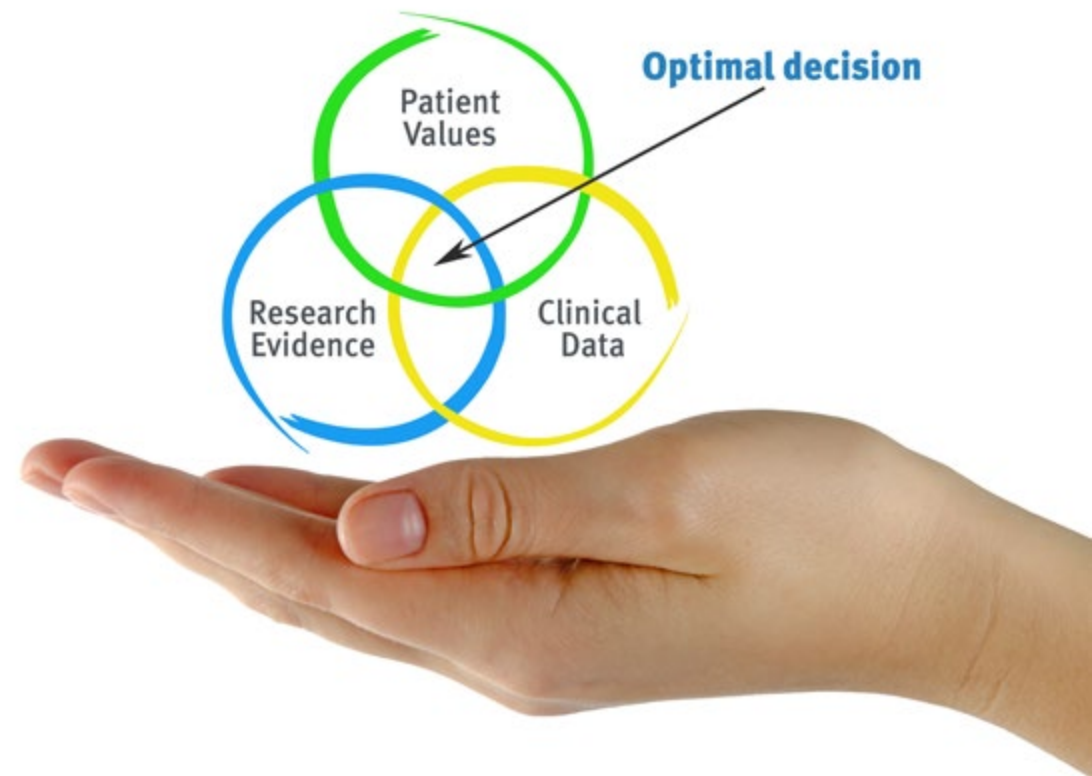 Optimal decision
Patient
Values
Research
Evidence
Clinical
Data